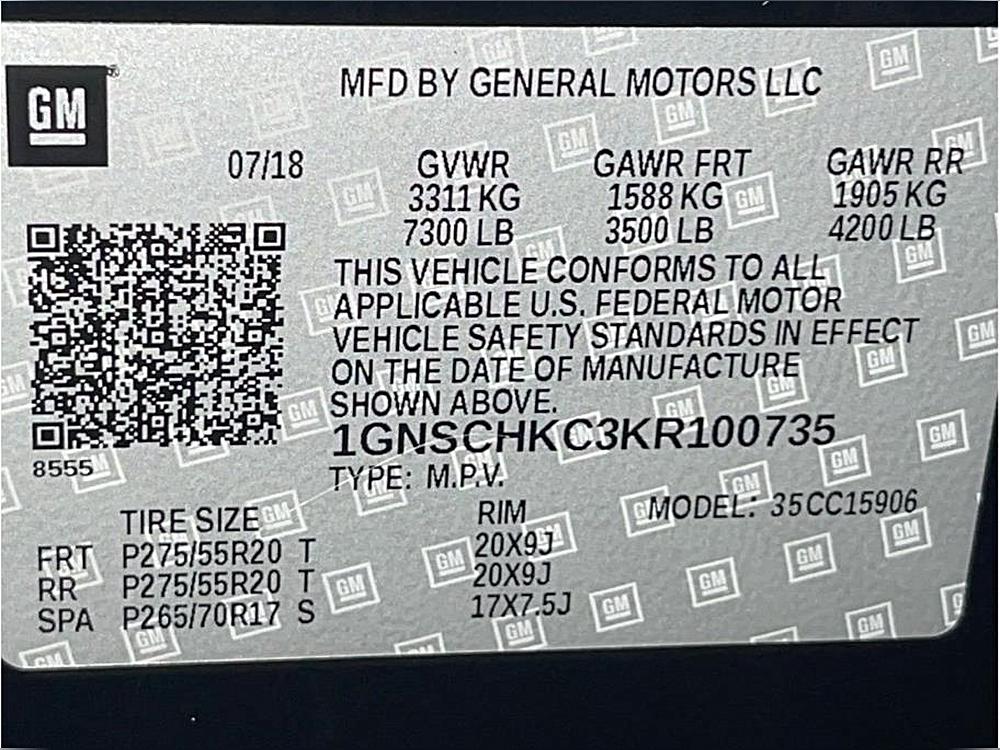 GM
MFD BY GENERAL MOTORS LLC
07/18 GVWR GAWR FRT GAWR RR
3311 KG 1588 KG 1905 KG
7300 LB 3500 LB 4200 LB
THIS VEHICLE CONFORMS TO ALL
APPLICABLE U.S. FEDERAL MOTOR
VEHICLE SAFETY STANDARDS IN EFFECT
ON THE DATE OF MANUFACTURE
SHOWN ABOVE.
1GNSCHKC3KR100735
8555
TYPE: M.P.V.
MODEL: 35CC15906
TIRE SIZE RIM
FRT P275/55R20 T 20X9J
RR P275/55R20 T 20X9J
SPA P265/70R17 S 17X7.5J